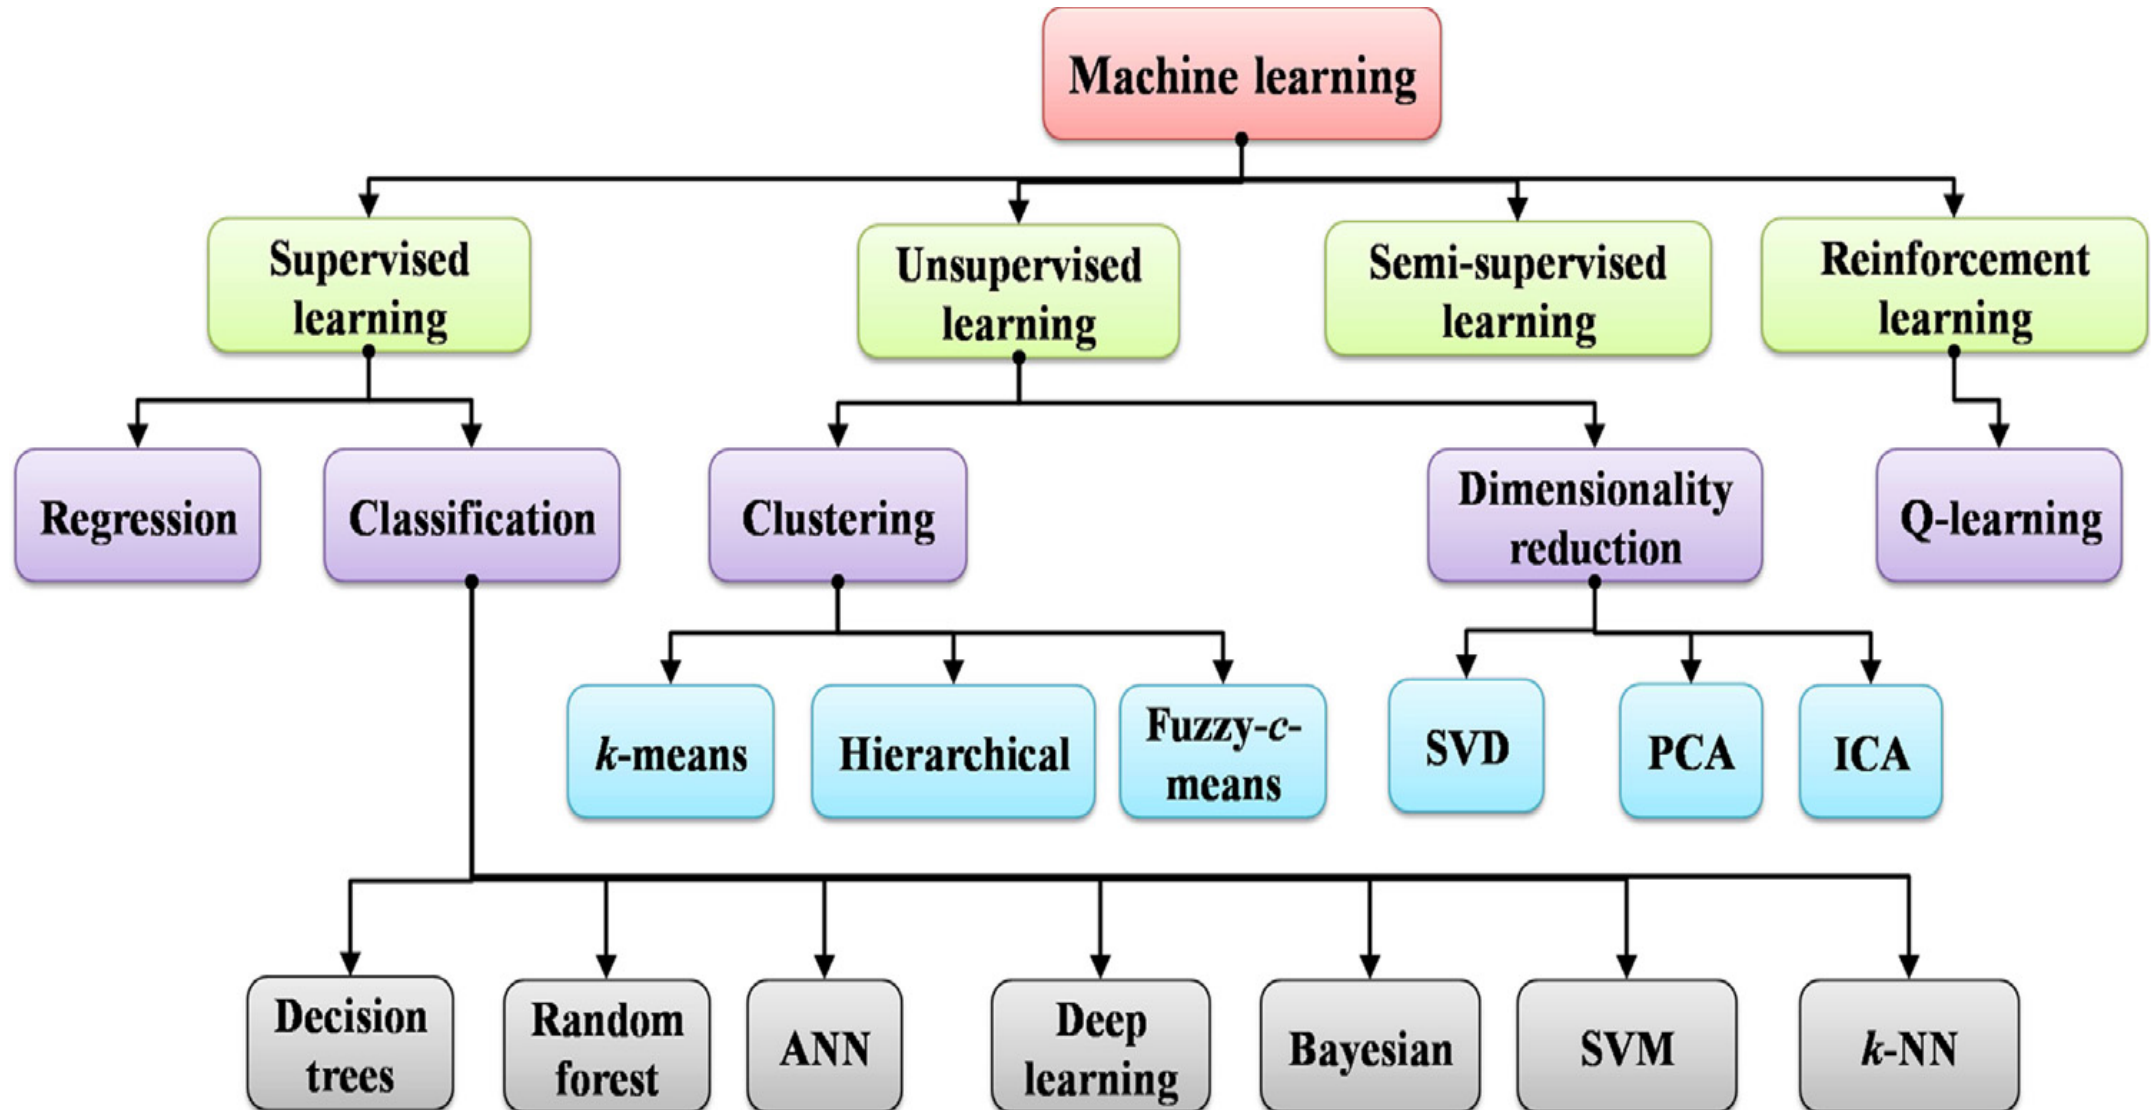 Machine learning
Supervised
learning
Unsupervised
learning
Semi-supervised
learning
Reinforcement
learning
Regression
Classification
Clustering
Dimensionality
reduction
Q-learning
k-means
Hierarchical
Fuzzy-c-
means
SVD
PCA
ICA
Decision
trees
Random
forest
ANN
Deep
learning
Bayesian
SVM
k-NN